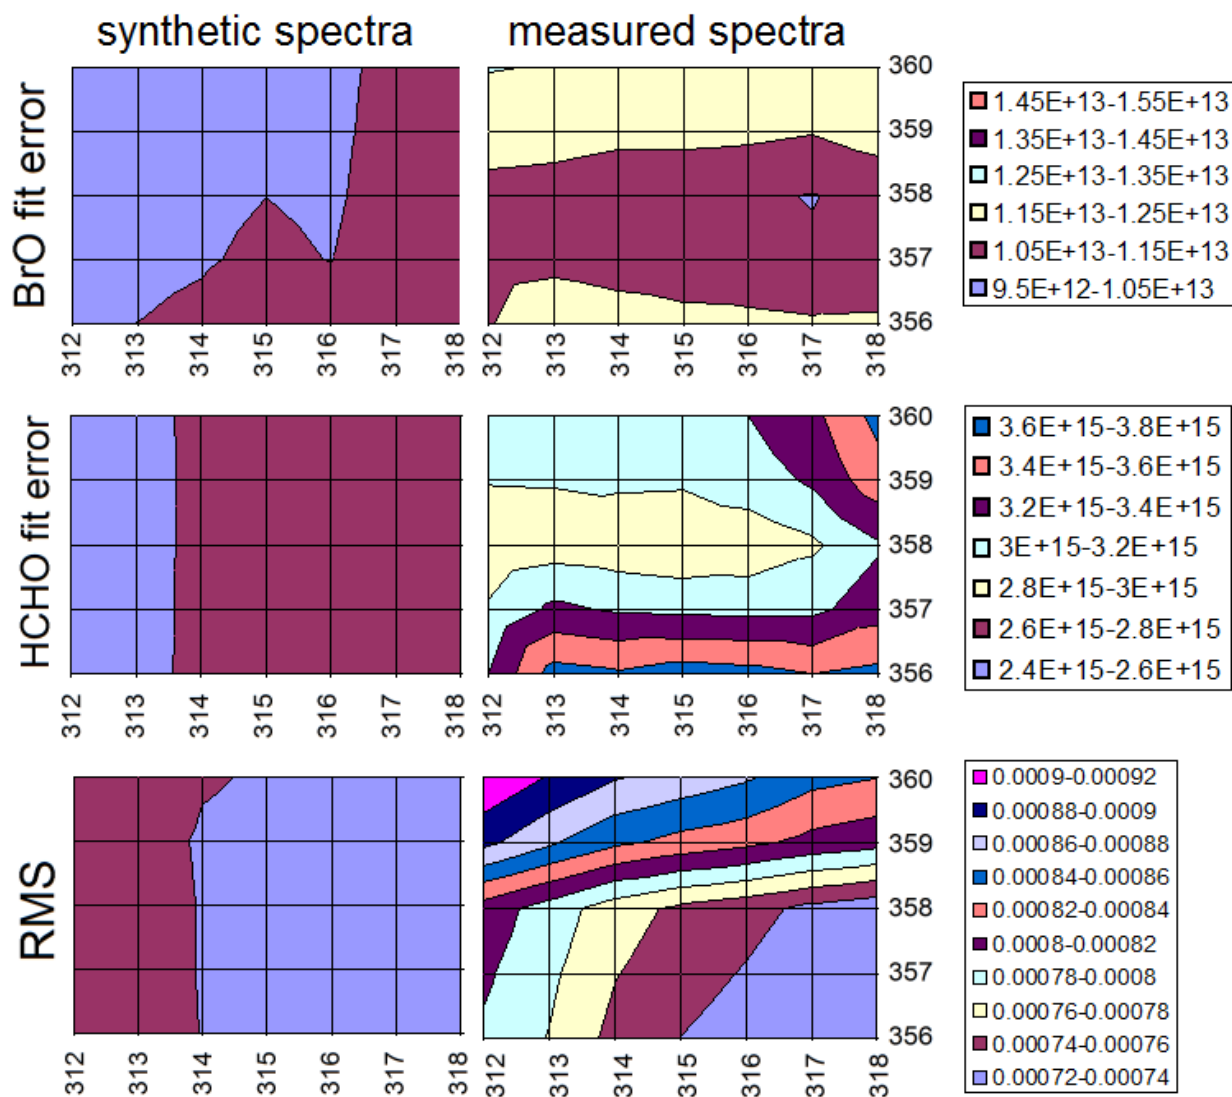 synthetic spectra
measured spectra
BrO fit error
360
359
358
357
356
312 313 314 315 316 317 318
312 313 314 315 316 317 318
1.45E+13-1.55E+13
1.35E+13-1.45E+13
1.25E+13-1.35E+13
1.15E+13-1.25E+13
1.05E+13-1.15E+13
9.5E+12-1.05E+13
HCHO fit error
360
359
358
357
356
312 313 314 315 316 317 318
312 313 314 315 316 317 318
3.6E+15-3.8E+15
3.4E+15-3.6E+15
3.2E+15-3.4E+15
3E+15-3.2E+15
2.8E+15-3E+15
2.6E+15-2.8E+15
2.4E+15-2.6E+15
RMS
360
359
358
357
356
312 313 314 315 316 317 318
312 313 314 315 316 317 318
0.0009-0.00092
0.00088-0.0009
0.00086-0.00088
0.00084-0.00086
0.00082-0.00084
0.0008-0.00082
0.00078-0.0008
0.00076-0.00078
0.00074-0.00076
0.00072-0.00074